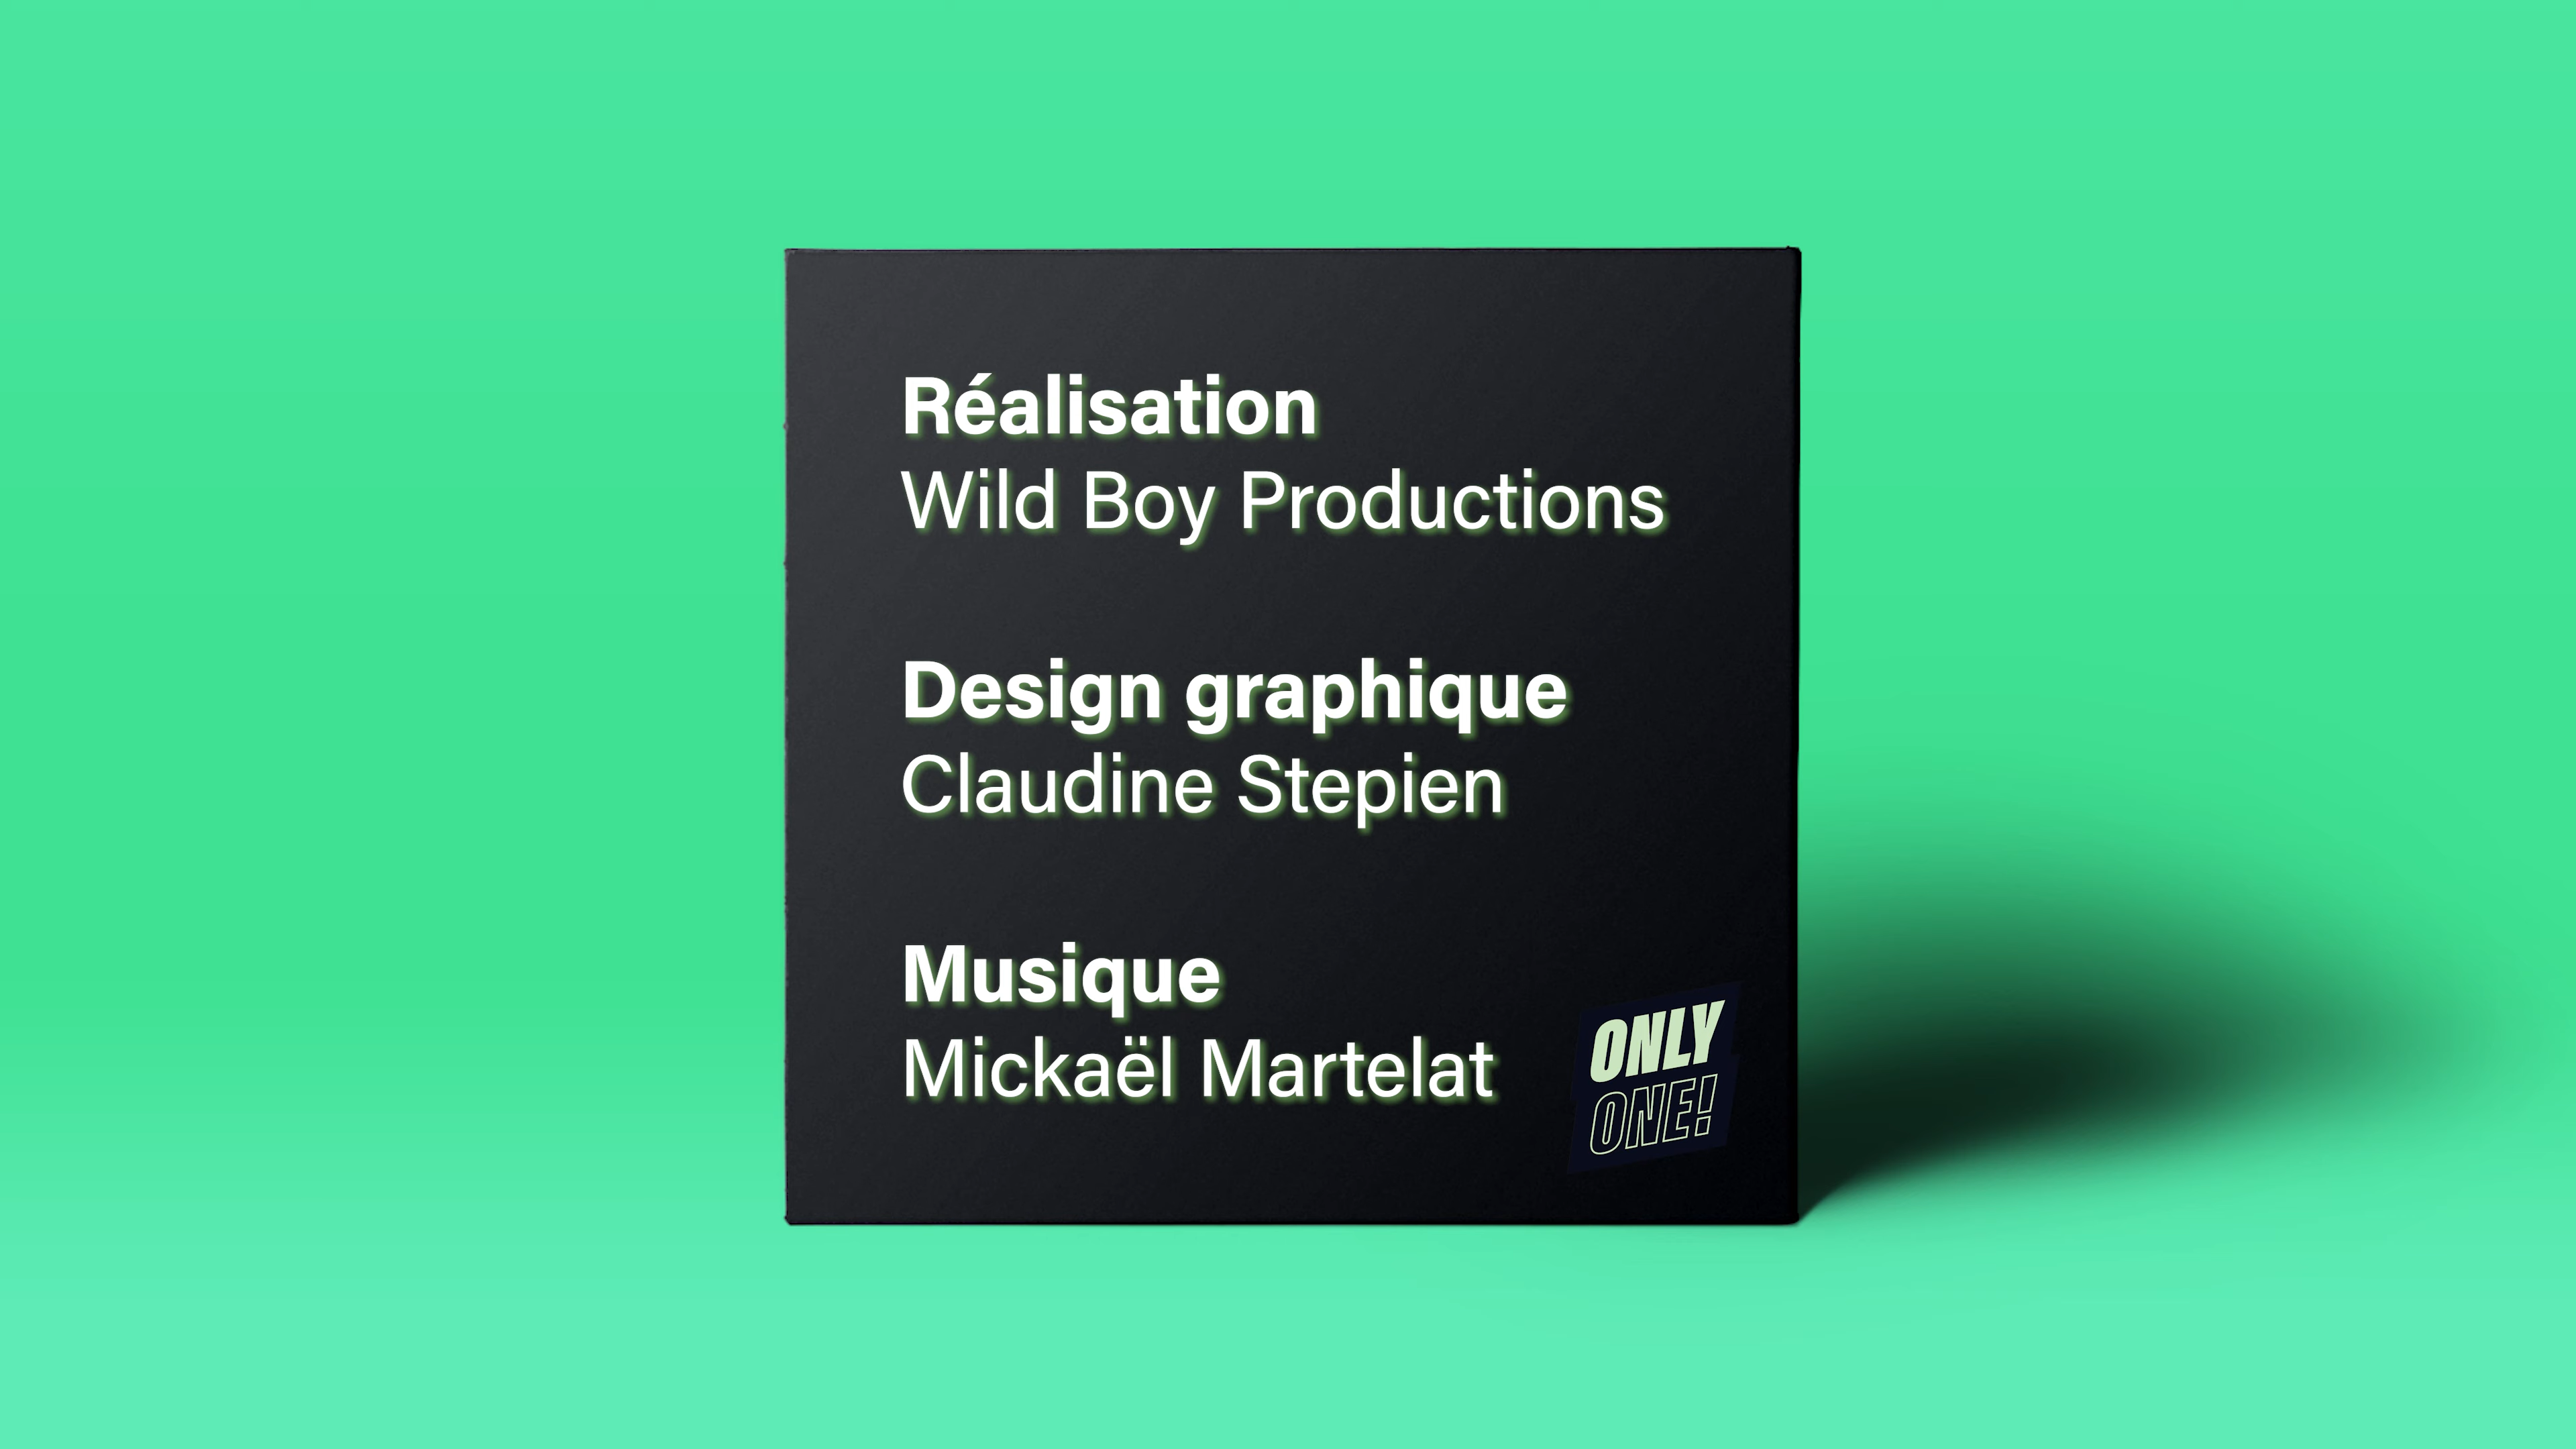 Réalisation
Wild Boy Productions
Design graphique
Claudine Stepien
Musique
Mickaël Martelat
ONLY
ONE!